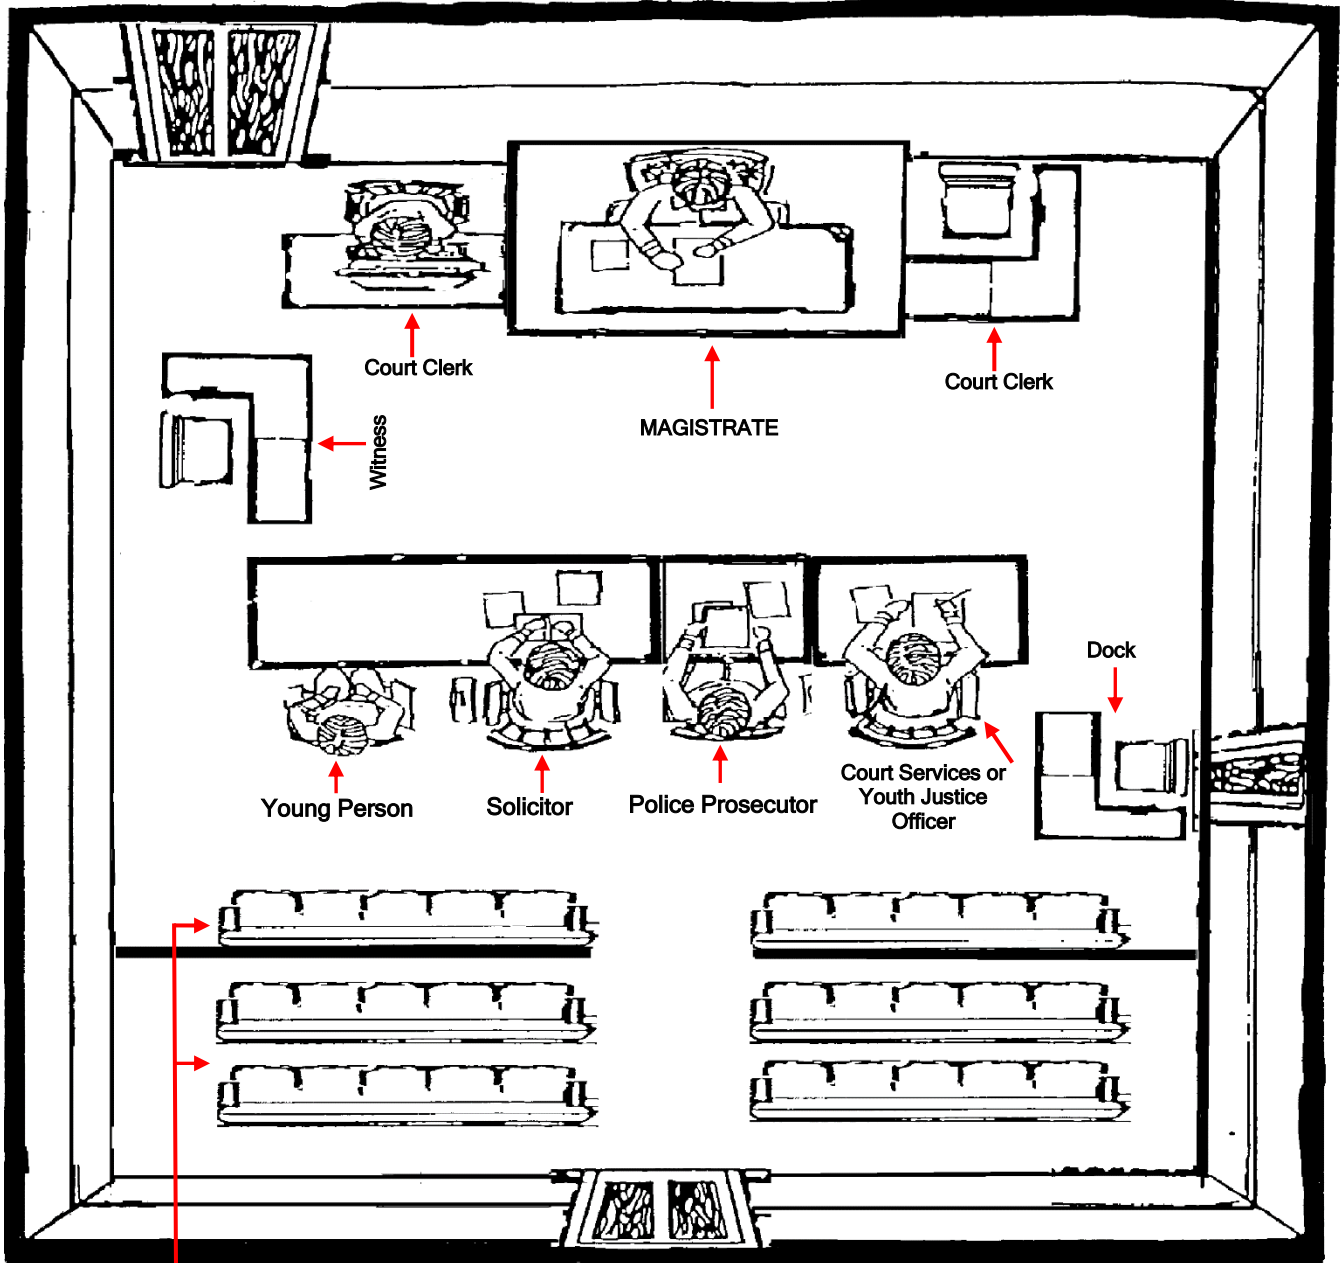 Court Clerk
Court Clerk
MAGISTRATE
Witness
Dock
Young Person
Solicitor
Police Prosecutor
Court Services or
Youth Justice
Officer